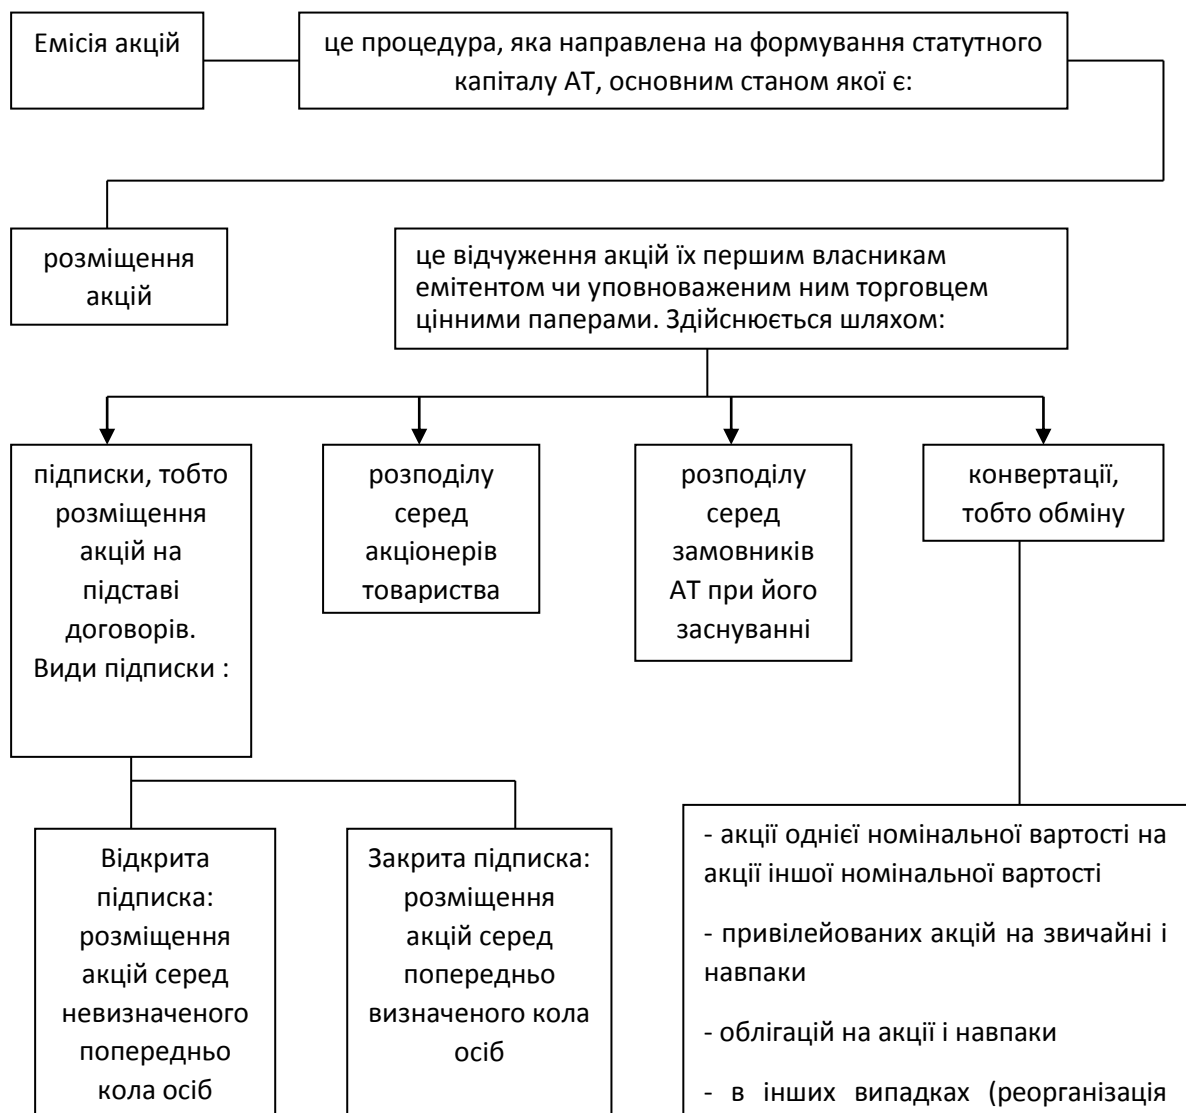 Емісія акцій
це процедура, яка направлена на формування статутного
капіталу АТ, основним станом якої є:
розміщення
акцій
це відчуження акцій їх першим власникам
емітентом чи уповноваженим ним торговцем
цінними паперами. Здійснюється шляхом:
підписки, тобто
розміщення
акцій на
підставі
договорів.
Види підписки :
розподілу
серед
акціонерів
товариства
розподілу
серед
замовників
АТ при його
заснуванні
конвертації,
тобто обміну
Відкрита
підписка:
розміщення
акцій серед
невизначеного
попередньо
кола осіб
Закрита підписка:
розміщення
акцій серед
попередньо
визначеного кола
осіб
- акції однієї номінальної вартості на
акції іншої номінальної вартості
- привілейованих акцій на звичайні і
навпаки
- облігацій на акції і навпаки
- в інших випадках (реорганізація